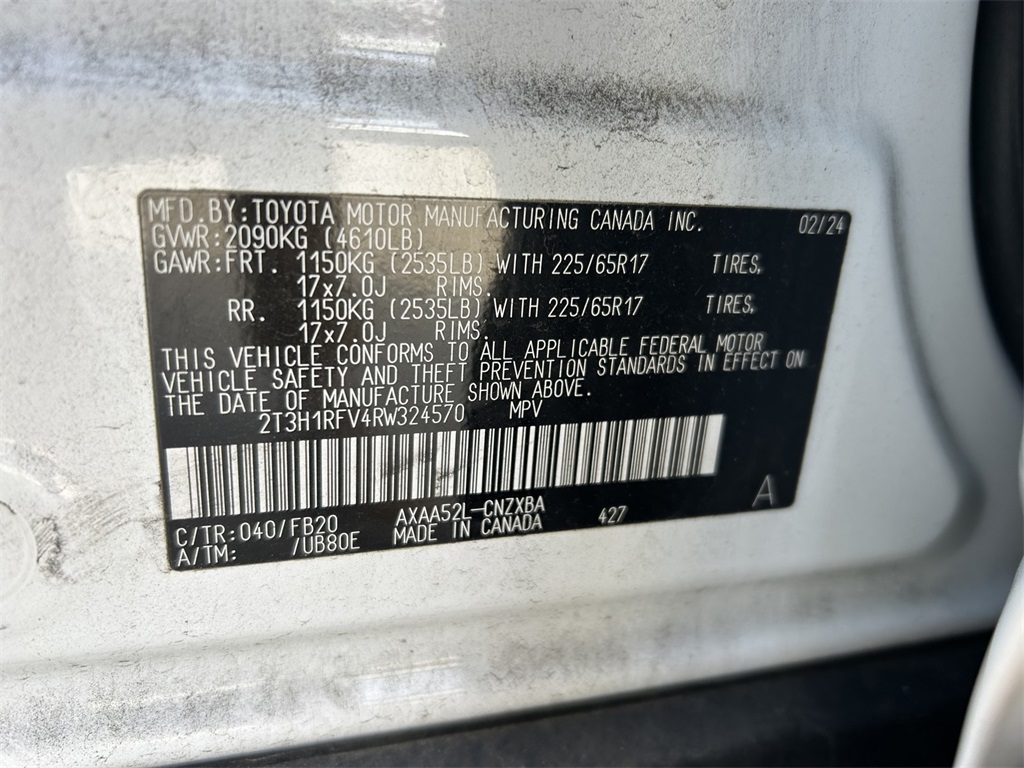 MFD.BY:TOYOTA MOTOR MANUFACTURING CANADA INC. 02/24
GVWR:2090KG (4610LB)
GAWR:FRT. 1150KG (2535LB) WITH 225/65R17 TIRES,
17x7.0J RIMS.
RR. 1150KG (2535LB) WITH 225/65R17 TIRES,
17x7.0J RIMS.
THIS VEHICLE CONFORMS TO ALL APPLICABLE FEDERAL MOTOR
VEHICLE SAFETY AND THEFT PREVENTION STANDARDS IN EFFECT ON
THE DATE OF MANUFACTURE SHOWN ABOVE.
2T3H1RFV4RW324570 MPV
A
C/TR:040/FB20 AXAA52L-CNZXBA 427
A/TM: /UB80E MADE IN CANADA